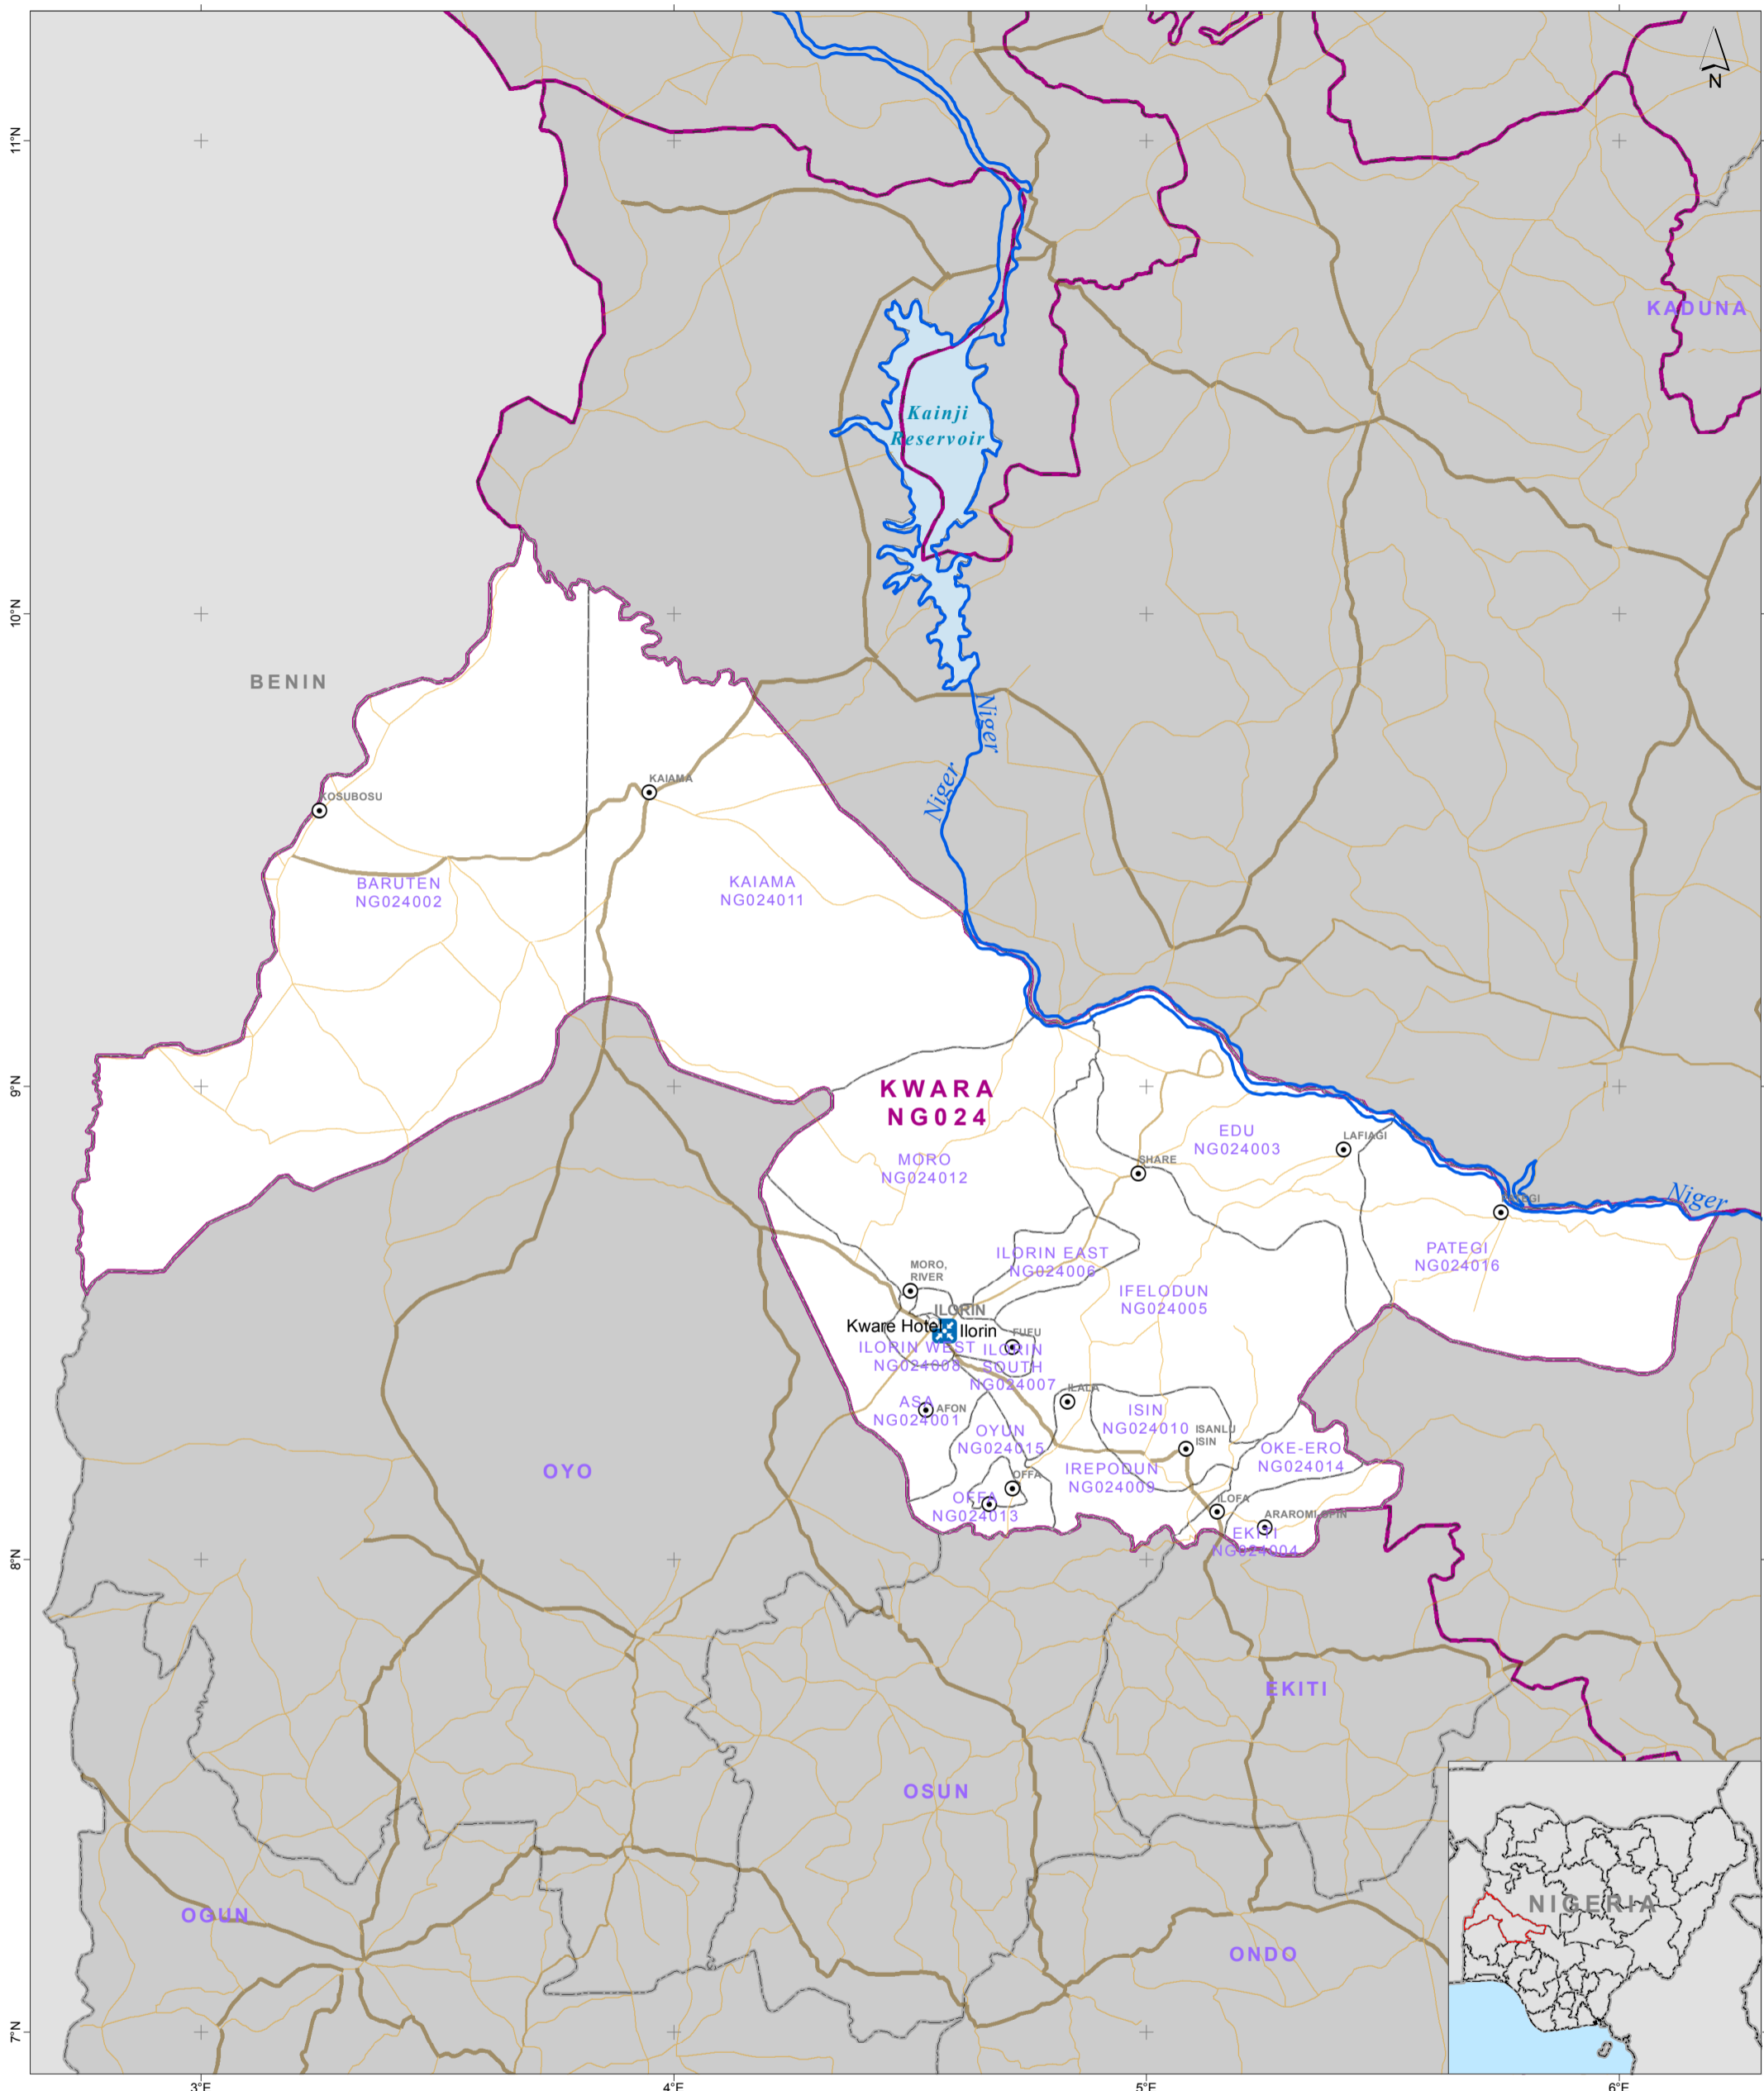 N
11°N
KADUNA
Kainji
Reservoir
10°N
BENIN
Niger
Niger
KAIAMA
KOSUBOSU
BARUTEN
NG024002
KAIAMA
NG024011
9°N
KWARA
NG024
EDU
NG024003
LAFIAGI
MORO
NG024012
SHARE
PATEGI
Niger
ILORIN EAST
NG024006
PATEGI
NG024016
MORO,
RIVER
IFELODUN
NG024005
ILORIN
Kware Hotel
Ilorin
FUFU
ILORIN WEST
NG024008
ILORIN
SOUTH
NG024007
ILALA
ASA
NG024001
AFON
ISIN
NG024010
ISANLU
ISIN
OYUN
NG024015
OKE-ERO
NG024014
OYO
IREPODUN
NG024009
OFFA
OFFA
NG024013
ILOFA
ARAROMI-OPIN
EKITI
NG024004
8°N
EKITI
OSUN
NIGERIA
OGUN
ONDO
7°N
3°E
4°E
5°E
6°E